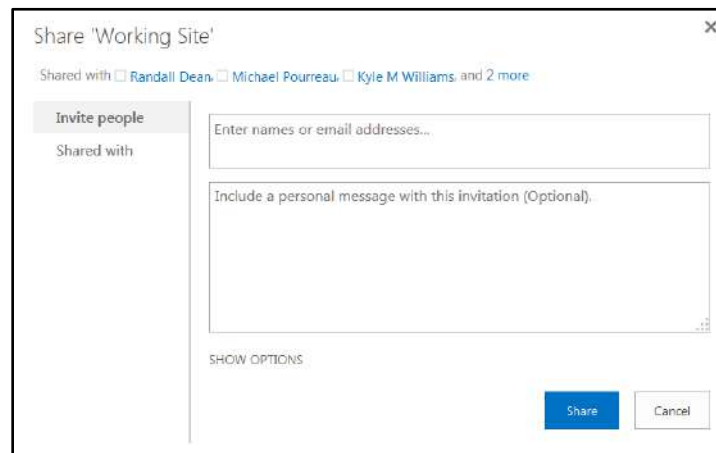 Share 'Working Site'
Shared with Randall Dean, Michael Pourreau, Kyle M Williams, and 2 more
Invite people
Shared with
Enter names or email addresses...
Include a personal message with this invitation (Optional).
SHOW OPTIONS
Share
Cancel